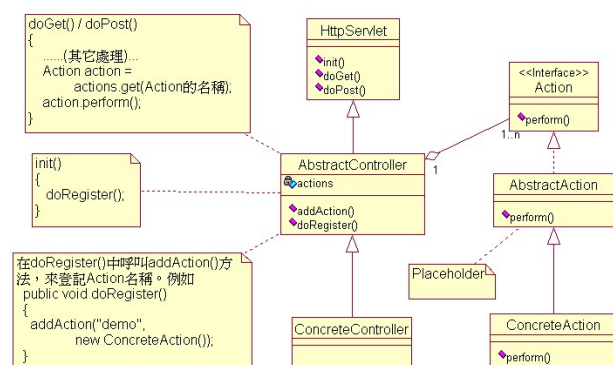 doGet() / doPost()
{
......(其它處理)...
Action action =
actions.get(Action的名稱);
action.perform();
}
init()
{
doRegister();
}
在doRegister()中呼叫addAction()方
法，來登記Action名稱。例如
public void doRegister()
{
addAction("demo",
new ConcreteAction());
}
HttpServlet
init()
doGet()
doPost()
<<Interface>>
Action
perform()
1..n
1
AbstractController
actions
addAction()
doRegister()
AbstractAction
perform()
Placeholder
ConcreteController
ConcreteAction
perform()